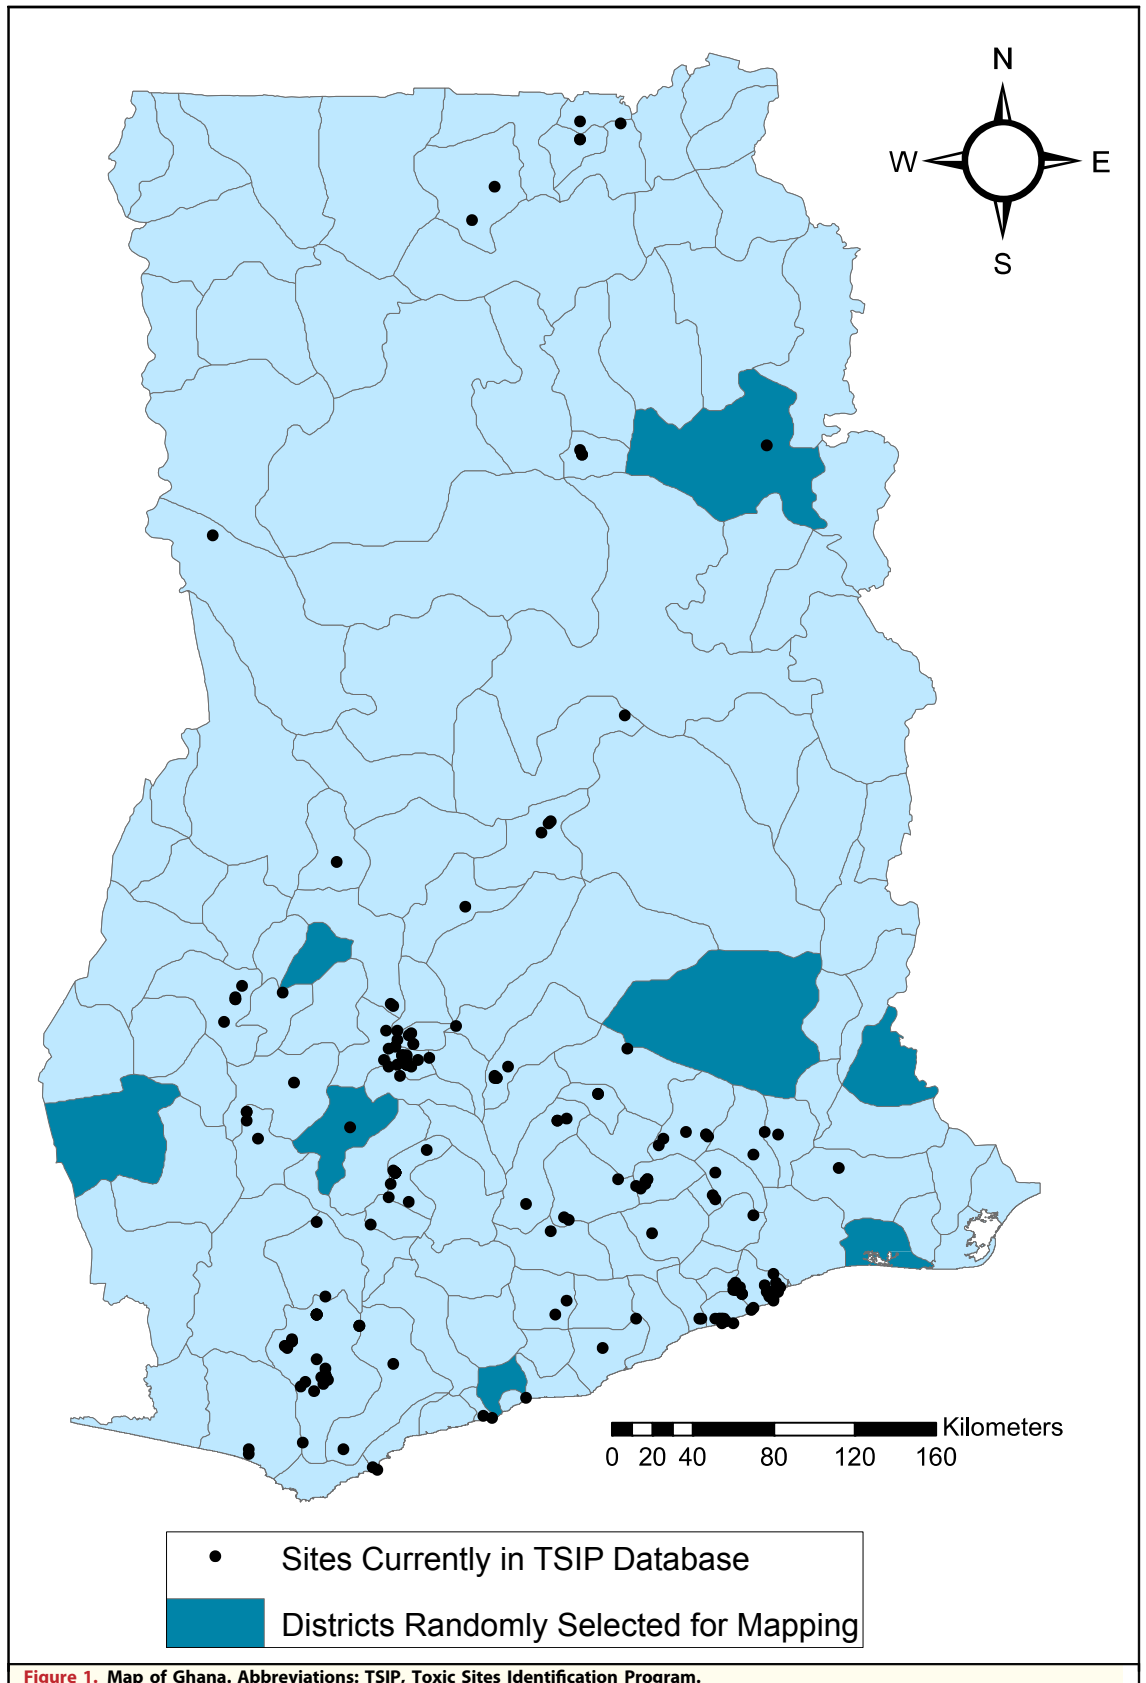 N
W E
S
Kilometers
0 20 40 80 120 160
Sites Currently in TSIP Database
Districts Randomly Selected for Mapping
Figure 1. Map of Ghana. Abbreviations: TSIP, Toxic Sites Identification Program.